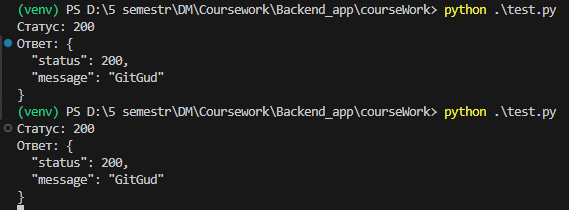 (venv) PS D:\5 semestr\DM\Coursework\Backend_app\courseWork> python .\test.py
Статус: 200
Ответ: {
  "status": 200,
  "message": "GitGud"
}
(venv) PS D:\5 semestr\DM\Coursework\Backend_app\courseWork> python .\test.py
Статус: 200
Ответ: {
  "status": 200,
  "message": "GitGud"
}